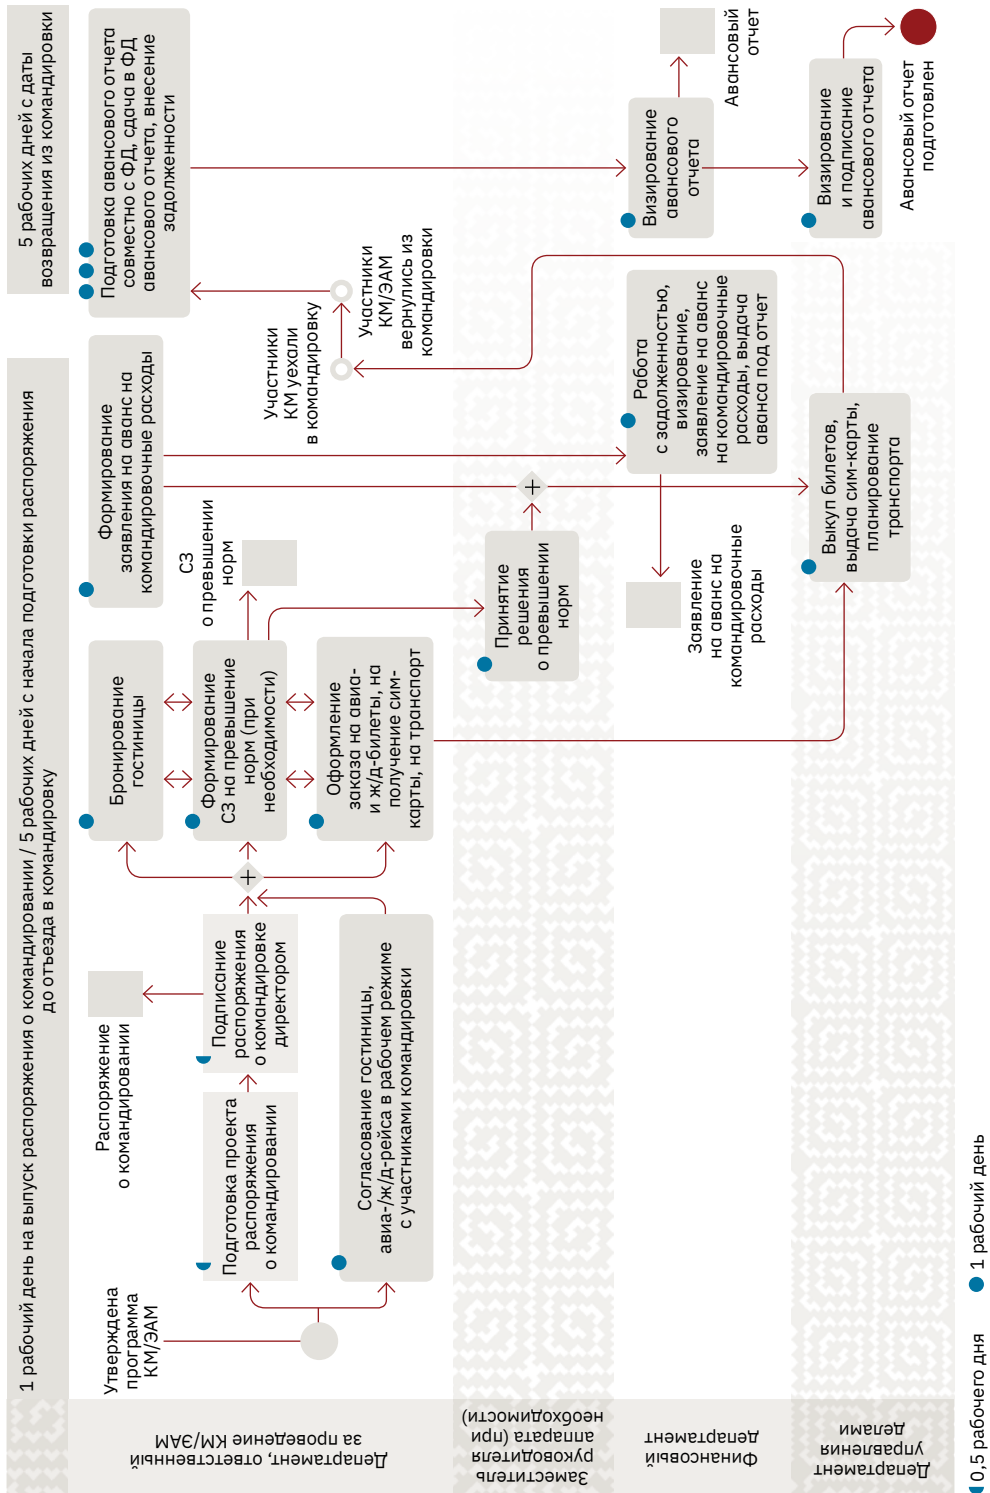 1 рабочий день на выпуск распоряжения о командировании / 5 рабочих дней с начала подготовки распоряжения
до отъезда в командировку
5 рабочих дней с даты
возвращения из командировки
Департамент, ответственный
за проведение КМ/ЭАМ
Утверждена
программа
КМ/ЭАМ
Подготовка проекта
распоряжения
о командировании
Распоряжение
о командировании
Подписание
распоряжения
о командировке
директором
Согласование гостиницы,
авиа-/ж/д-рейса в рабочем режиме
с участниками командировки
Бронирование
гостиницы
Формирование
СЗ на превышение
норм (при
необходимости)
Оформление
заказа на авиа-
и ж/д-билеты, на
получение сим-
карты, на транспорт
СЗ
о превышении
норм
Формирование
заявления на аванс на
командировочные расходы
Участники
КМ уехали
в командировку
Участники
КМ/ЭАМ
вернулись из
командировки
Подготовка авансового отчета
совместно с ФД, сдача в ФД
авансового отчета, внесение
задолженности
Заместитель
руководителя
аппарата (при
необходимости)
Принятие
решения
о превышении
норм
Финансовый
департамент
Заявление
на аванс на
командировочные
расходы
Работа
с задолженностью,
визирование,
заявление на аванс
на командировочные
расходы, выдача
аванса под отчет
Визирование
авансового
отчета
Авансовый
отчет
Департамент
управления
делами
Выкуп билетов,
выдача сим-карты,
планирование
транспорта
Визирование
и подписание
авансового отчета
Авансовый отчет
подготовлен
0,5 рабочего дня
1 рабочий день